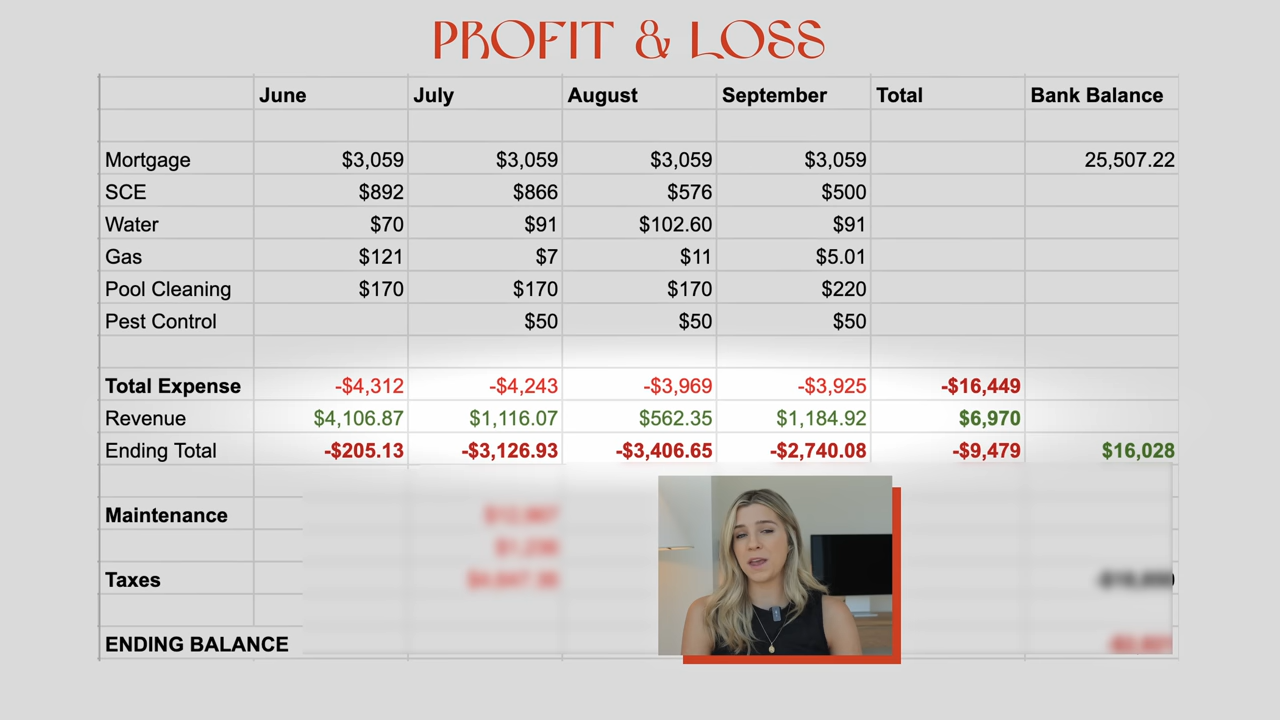 PROFIT & LOSS
June July August September Total Bank Balance
Mortgage $3,059 $3,059 $3,059 $3,059 25,507.22
SCE $892 $866 $576 $500
Water $70 $91 $102.60 $91
Gas $121 $7 $11 $5.01
Pool Cleaning $170 $170 $170 $220
Pest Control $50 $50 $50
Total Expense -$4,312 -$4,243 -$3,969 -$3,925 -$16,449
Revenue $4,106.87 $1,116.07 $562.35 $1,184.92 $6,970
Ending Total -$205.13 -$3,126.93 -$3,406.65 -$2,740.08 -$9,479 $16,028
Maintenance
Taxes
ENDING BALANCE